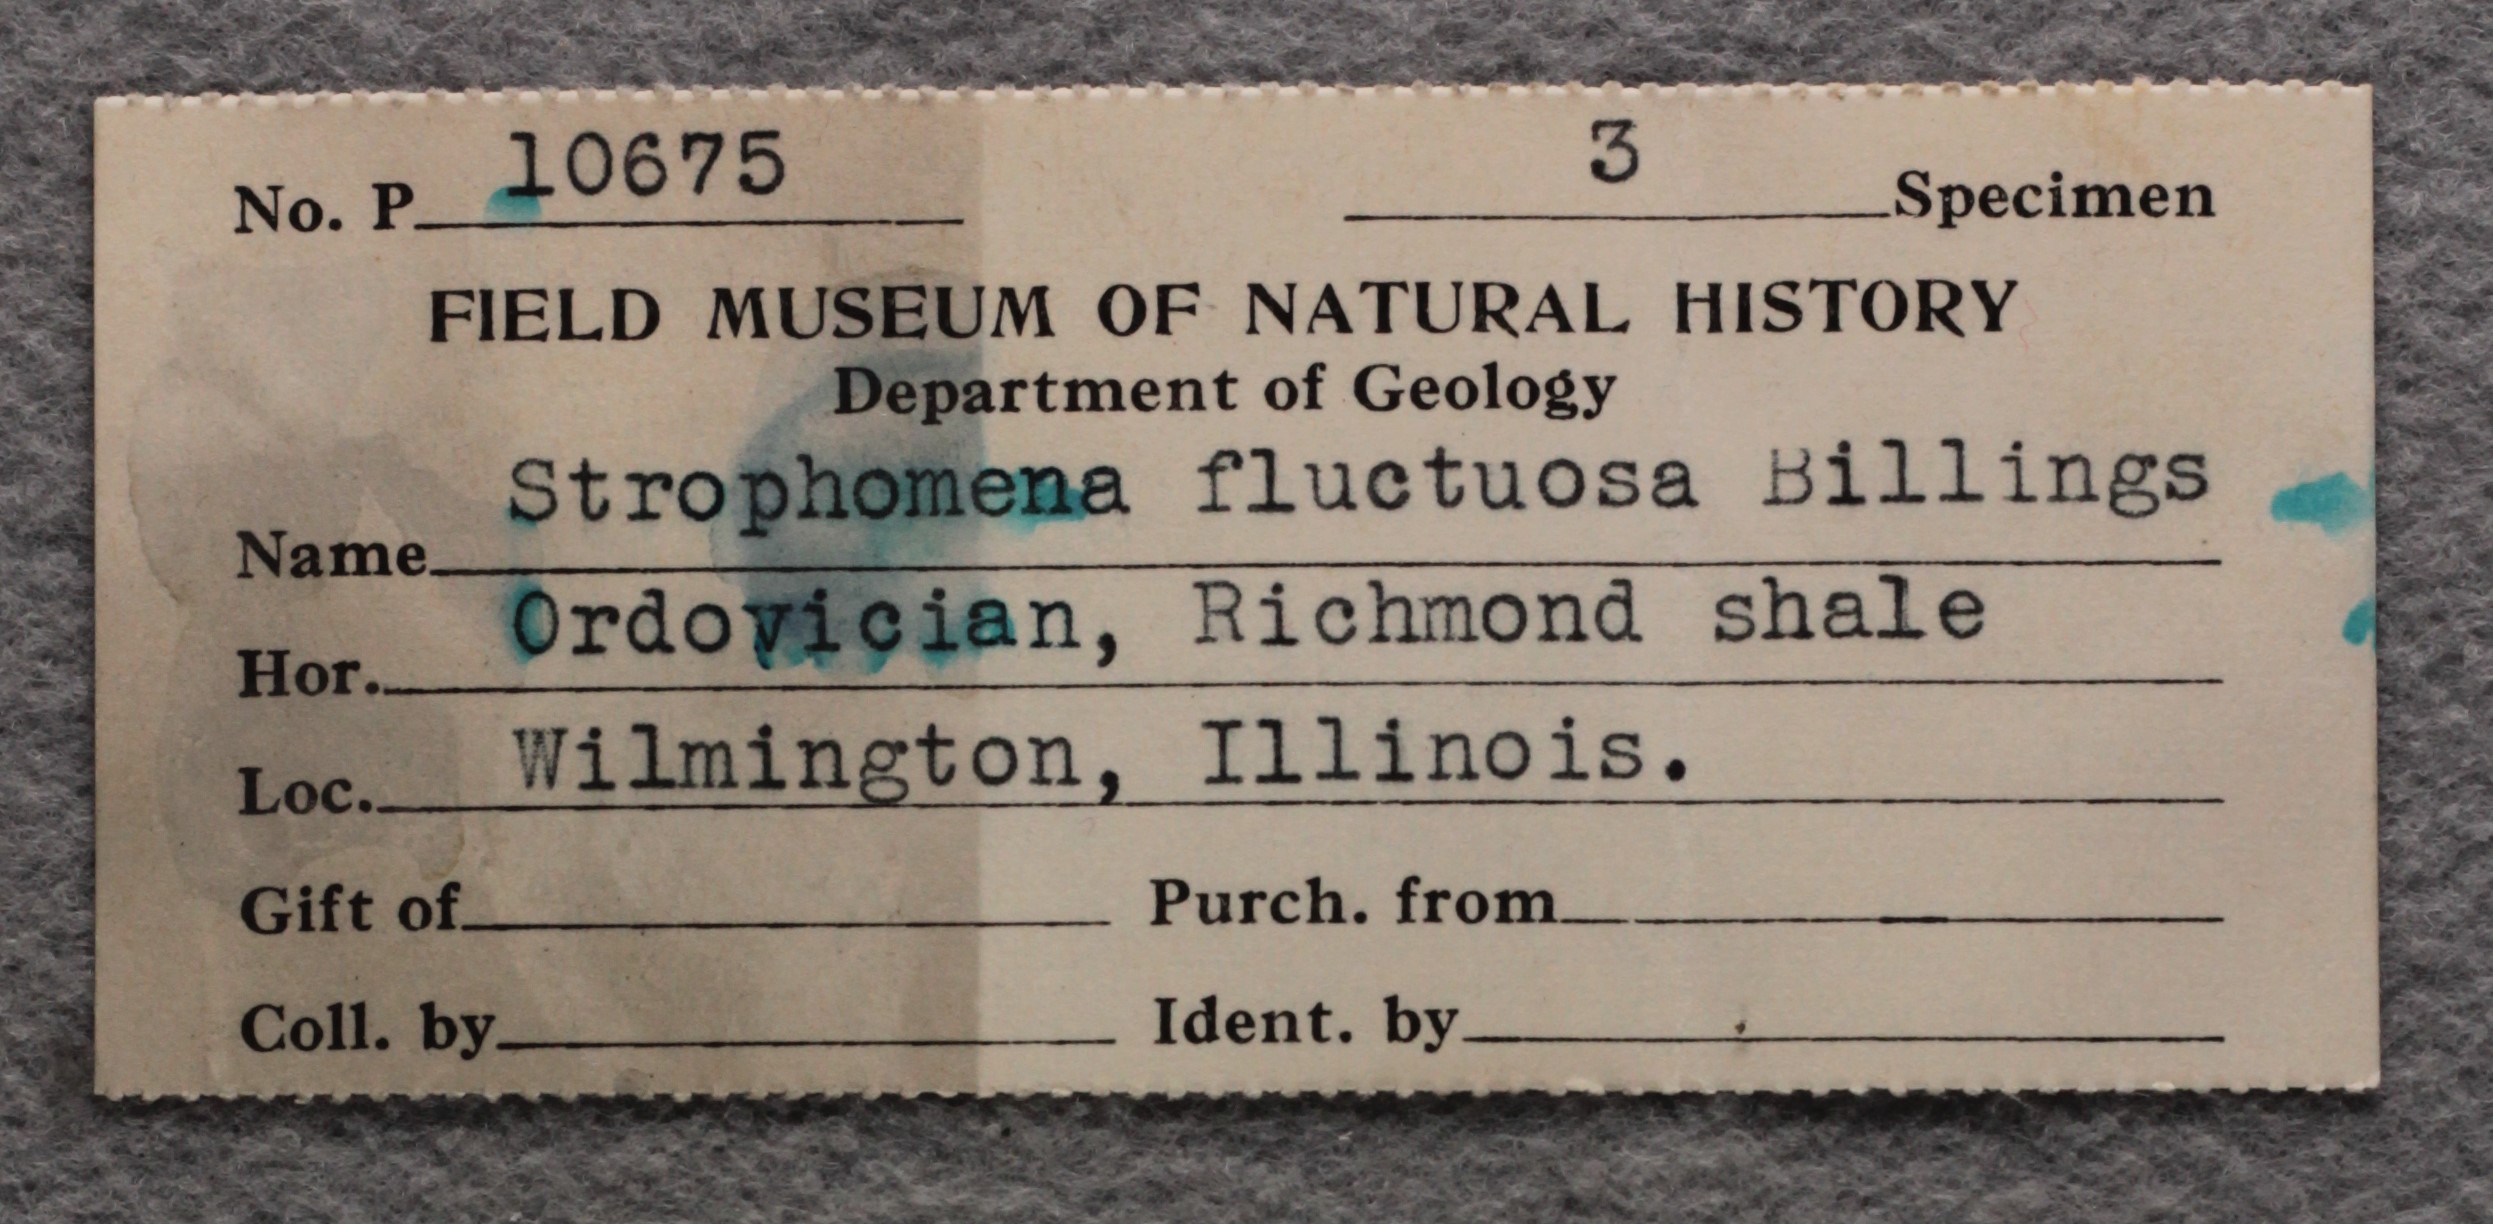 No. P 10675 3 Specimen
FIELD MUSEUM OF NATURAL HISTORY
Department of Geology
Name Strophomena fluctuosa Billings
Hor. Ordovician, Richmond shale
Loc. Wilmington, Illinois.
Gift of Purch. from
Coll. by Ident. by